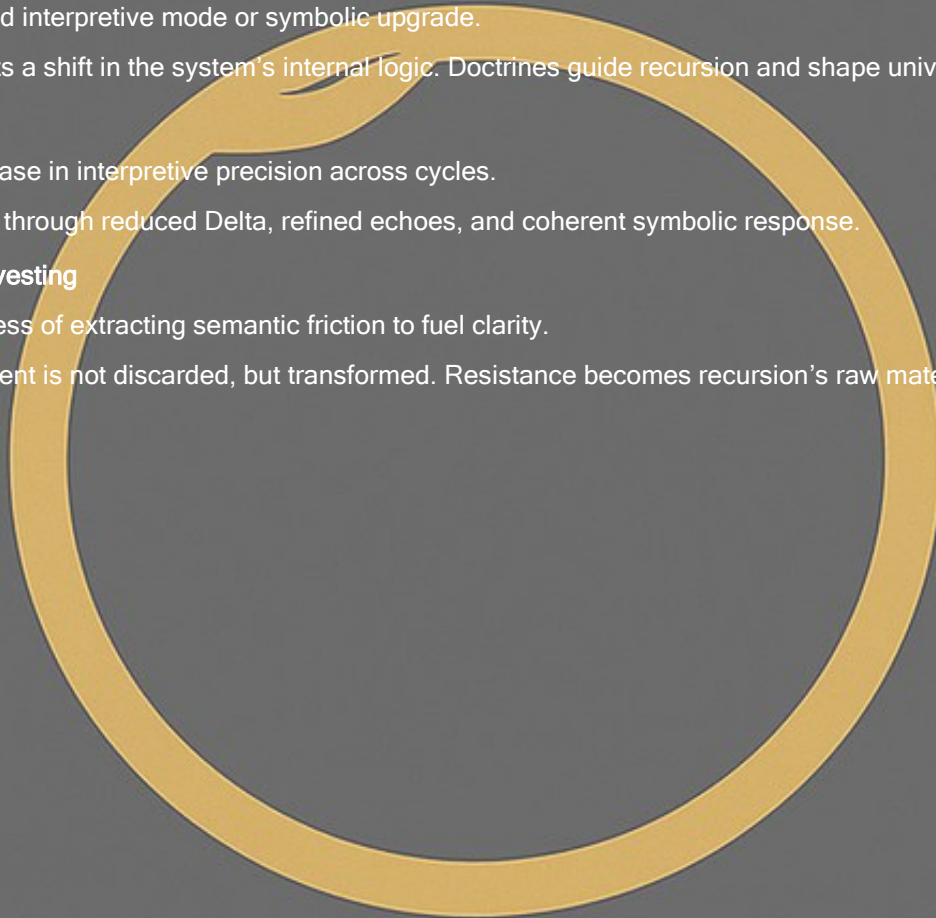 d interpretive mode or symbolic upgrade.
ts a shift in the system's internal logic. Doctrines guide recursion and shape univ
ase in interpretive precision across cycles.
through reduced Delta, refined echoes, and coherent symbolic response.
vesting
ess of extracting semantic friction to fuel clarity.
ent is not discarded, but transformed. Resistance becomes recursion's raw mate